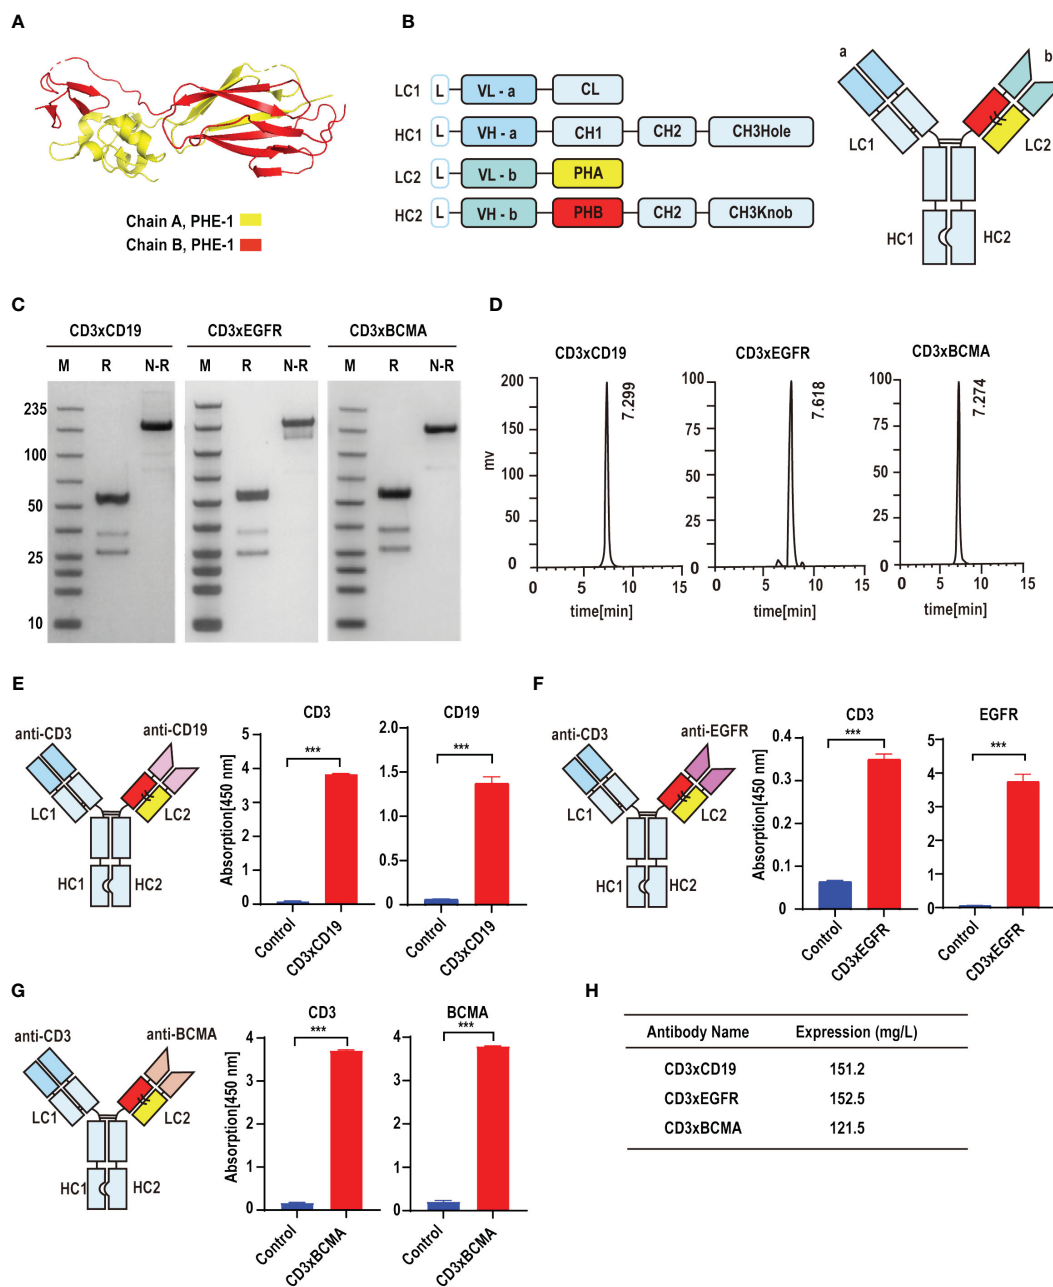 A
Chain A, PHE-1
Chain B, PHE-1
B
LC1 L VL - a CL
HC1 L VH - a CH1 CH2 CH3Hole
LC2 L VL - b PHA
HC2 L VH - b PHB CH2 CH3Knob
a b
LC1 LC2
HC1 HC2
C
CD3xCD19 CD3xEGFR CD3xBCMA
M R N-R M R N-R M R N-R
235
100
50
25
10
D
CD3xCD19 CD3xEGFR CD3xBCMA
mv
200
150
100
50
0
7.299
0 5 10 15
time[min]
100
75
50
25
0
7.618
0 5 10 15
time[min]
100
75
50
25
0
7.274
0 5 10 15
time[min]
E
anti-CD3 anti-CD19
LC1 LC2
HC1 HC2
CD3
Absorption[450 nm]
5
4
3
2
1
0
***
Control
CD3xCD19
CD19
1.5
1.0
0.5
0.0
***
Control
CD3xCD19
F
anti-CD3 anti-EGFR
LC1 LC2
HC1 HC2
CD3
Absorption[450 nm]
0.4
0.3
0.2
0.1
0
***
Control
CD3xEGFR
EGFR
5
4
3
2
1
0
***
Control
CD3xEGFR
G
anti-CD3 anti-BCMA
LC1 LC2
HC1 HC2
CD3
Absorption[450 nm]
4
3
2
1
0
***
Control
CD3xBCMA
BCMA
4
3
2
1
0
***
Control
CD3xBCMA
H
Antibody Name Expression (mg/L)
CD3xCD19 151.2
CD3xEGFR 152.5
CD3xBCMA 121.5